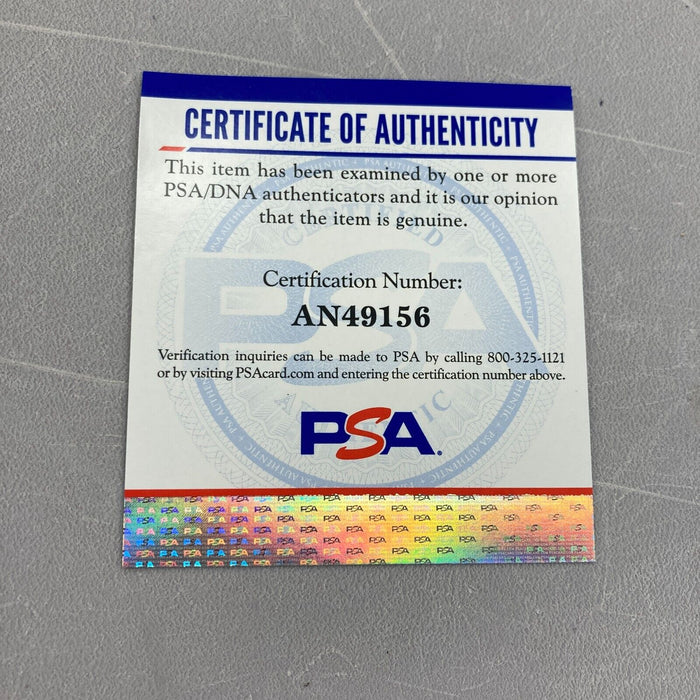 CERTIFICATE OF AUTHENTICITY
This item has been examined by one or more
PSA/DNA authenticators and it is our opinion
that the item is genuine.
Certification Number:
AN49156
Verification inquiries can be made to PSA by calling 800-325-1121
or by visiting PSAcard.com and entering the certification number above.
PSA